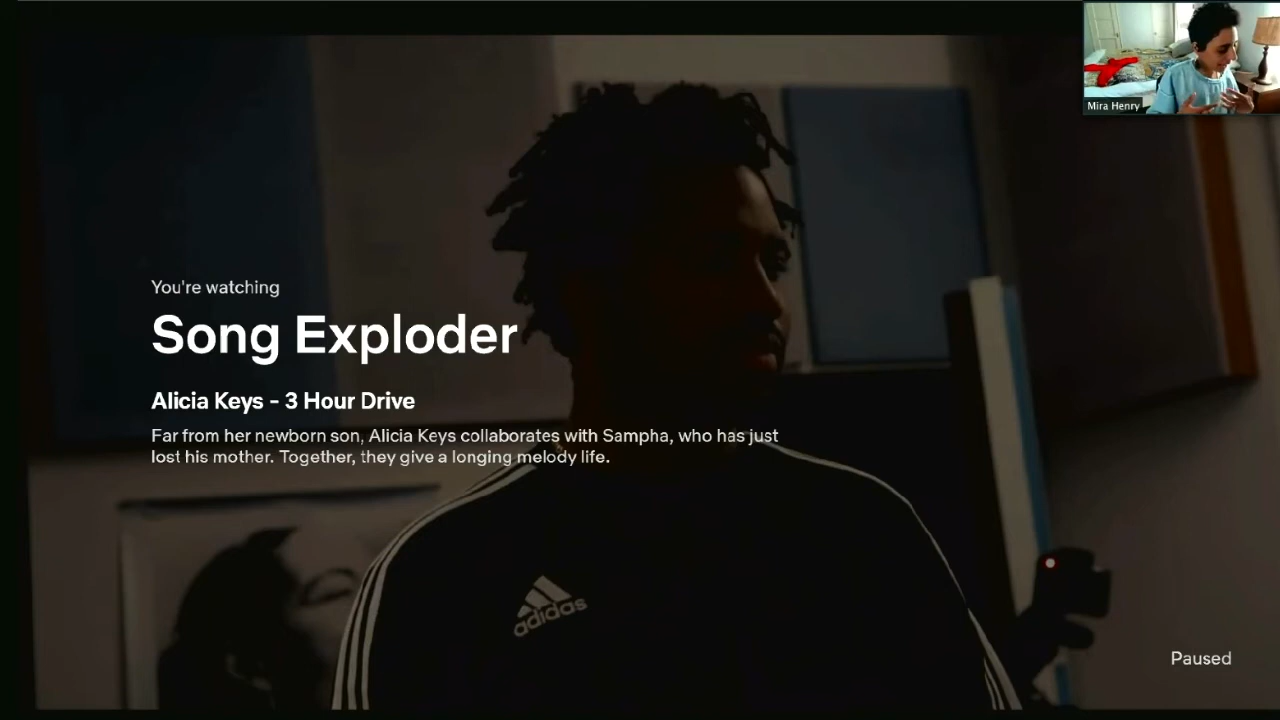 Mira Henry
You're watching
Song Exploder
Alicia Keys - 3 Hour Drive
Far from her newborn son, Alicia Keys collaborates with Sampha, who has just
lost his mother. Together, they give a longing melody life.
adidas
Paused